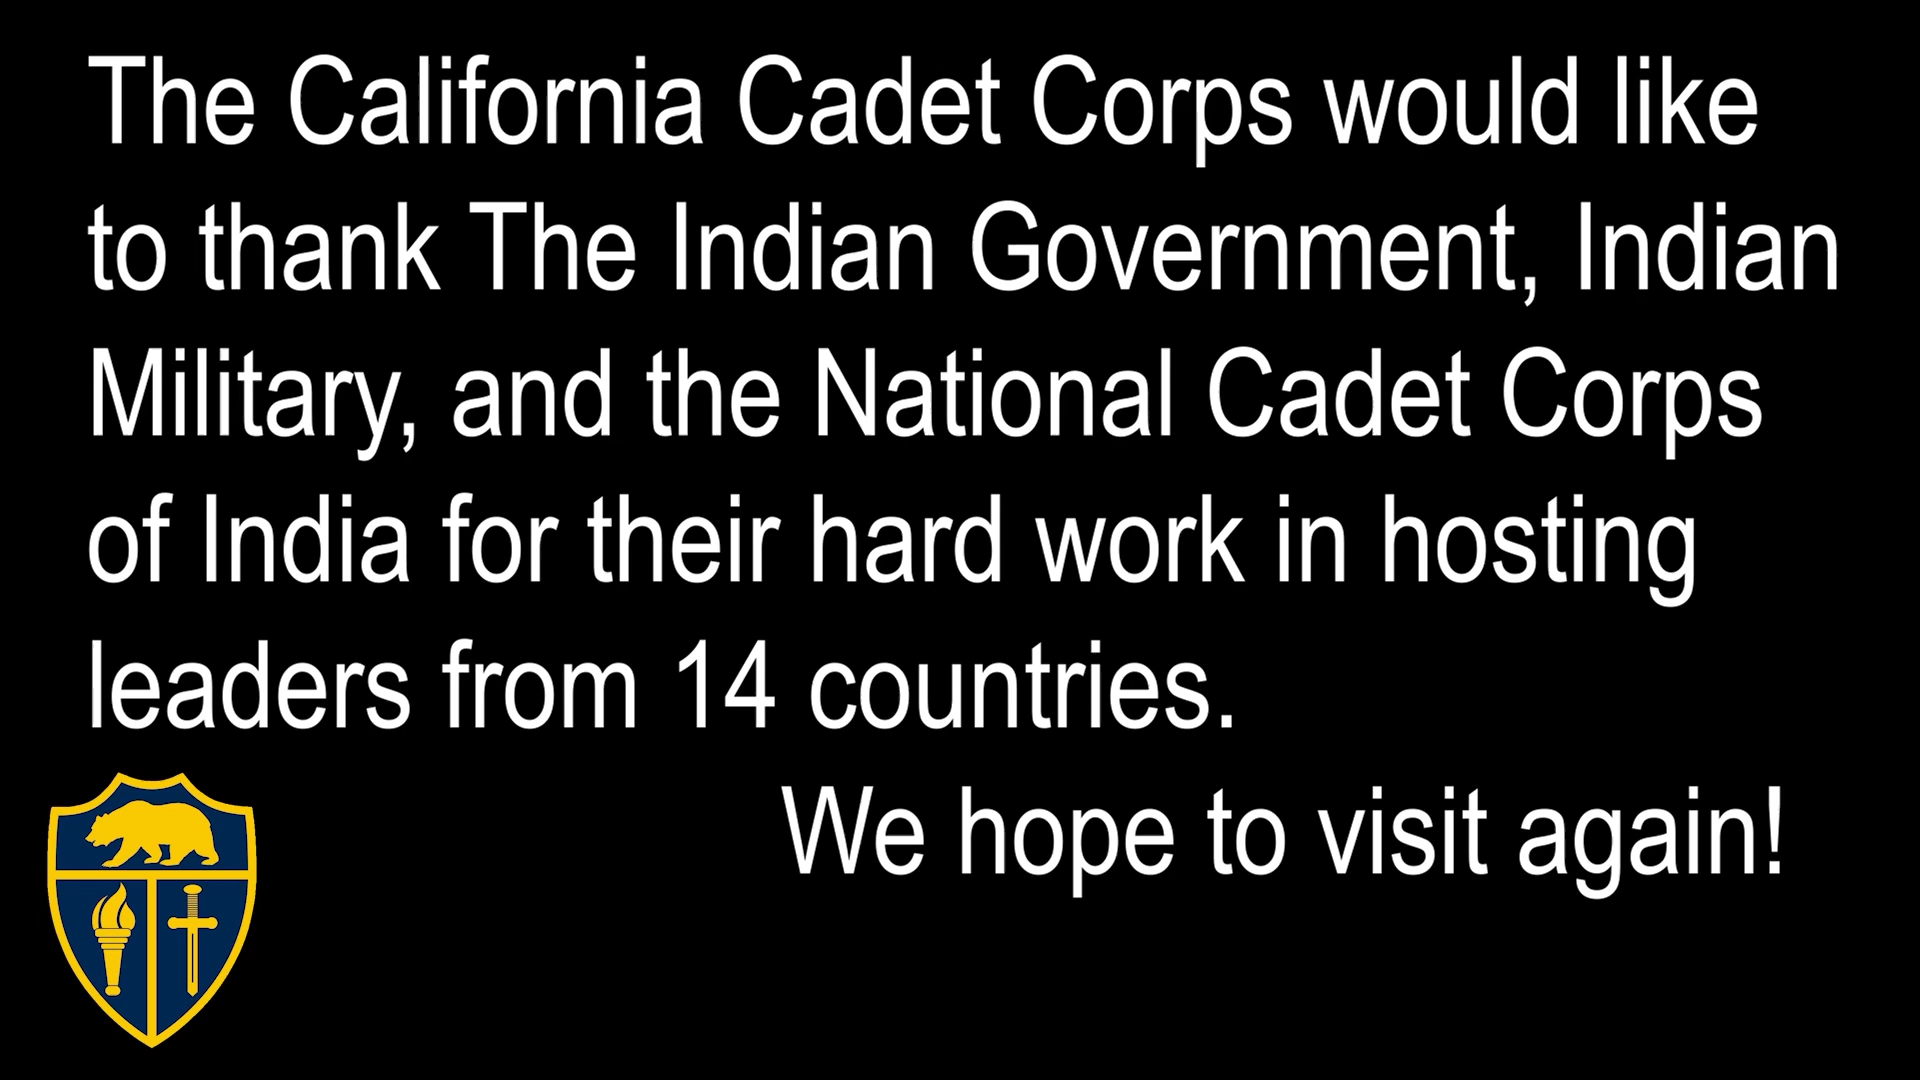 The California Cadet Corps would like
to thank The Indian Government, Indian
Military, and the National Cadet Corps
of India for their hard work in hosting
leaders from 14 countries.
We hope to visit again!